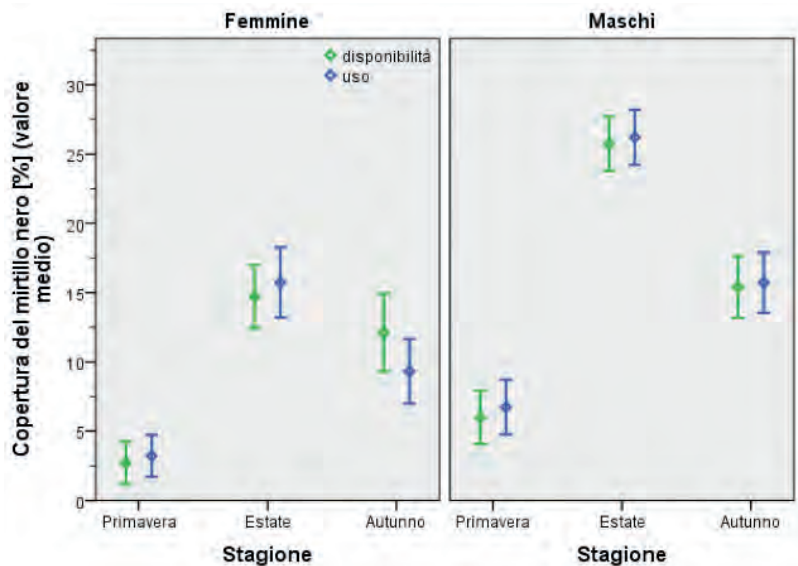 Femmine
Maschi
disponibilità
uso
Copertura del mirtillo nero [%] (valore
medio)
30
25
20
15
10
5
0
Primavera Estate Autunno
Primavera Estate Autunno
Stagione
Stagione